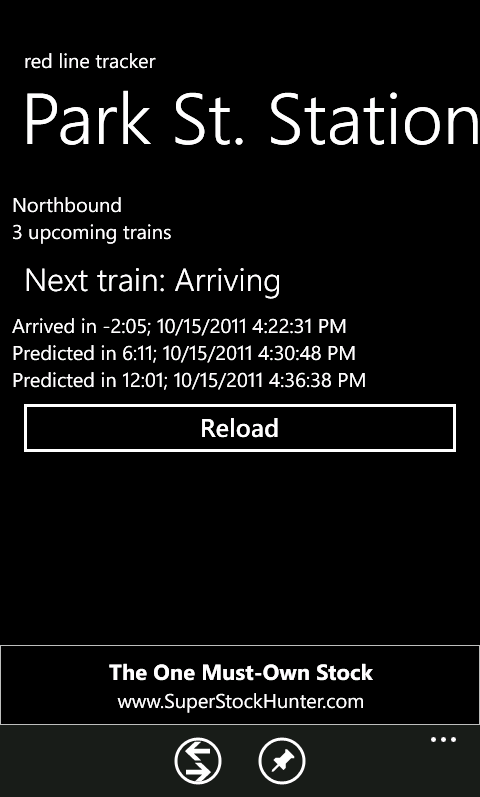 red line tracker
Park St. Station
Northbound
3 upcoming trains
Next train: Arriving
Arrived in -2:05; 10/15/2011 4:22:31 PM
Predicted in 6:11; 10/15/2011 4:30:48 PM
Predicted in 12:01; 10/15/2011 4:36:38 PM
Reload
The One Must-Own Stock
www.SuperStockHunter.com